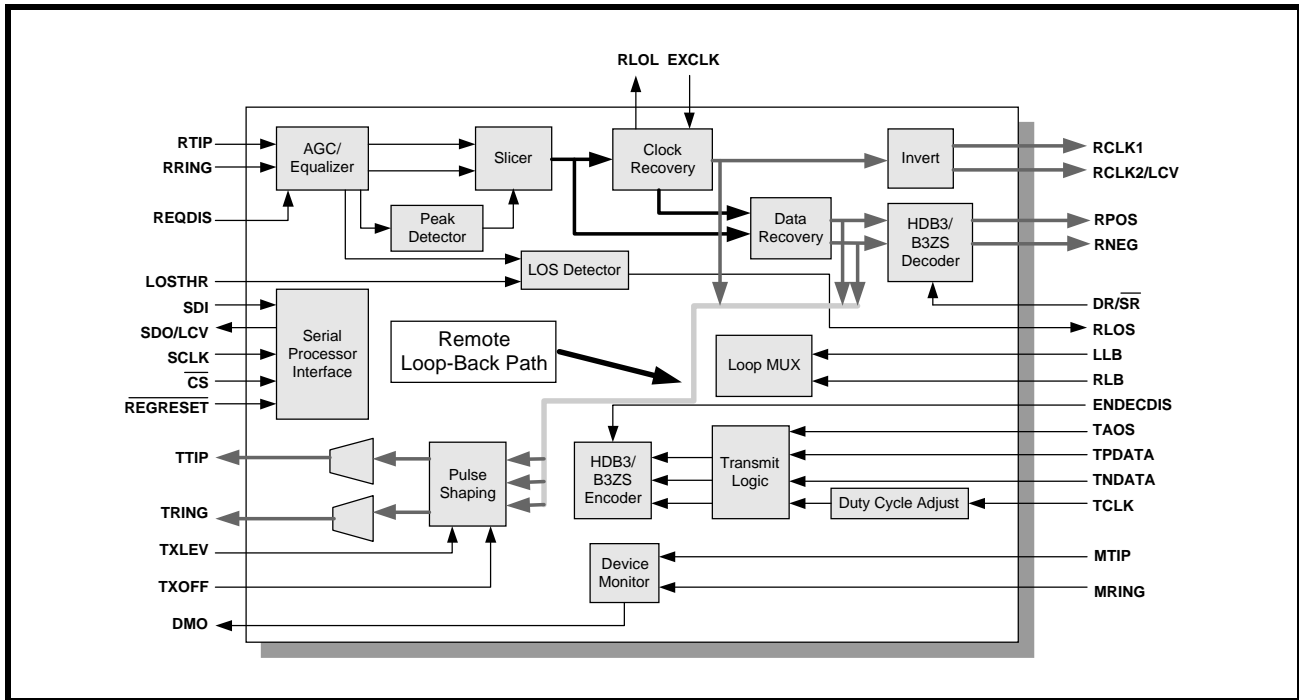 RLOL EXCLK
RTIP
RRING
REQDIS
LOSTHR
SDI
SDO/LCV
SCLK
CS
REGRESET
TTIP
TRING
TXLEV
TXOFF
DMO
AGC/
Equalizer
Slicer
Peak
Detector
LOS Detector
Clock
Recovery
Data
Recovery
Invert
HDB3/
B3ZS
Decoder
Serial
Processor
Interface
Remote
Loop-Back Path
Loop MUX
Pulse
Shaping
HDB3/
B3ZS
Encoder
Transmit
Logic
Duty Cycle Adjust
Device
Monitor
RCLK1
RCLK2/LCV
RPOS
RNEG
DR/SR
RLOS
LLB
RLB
ENDECDIS
TAOS
TPDATA
TNDATA
TCLK
MTIP
MRING